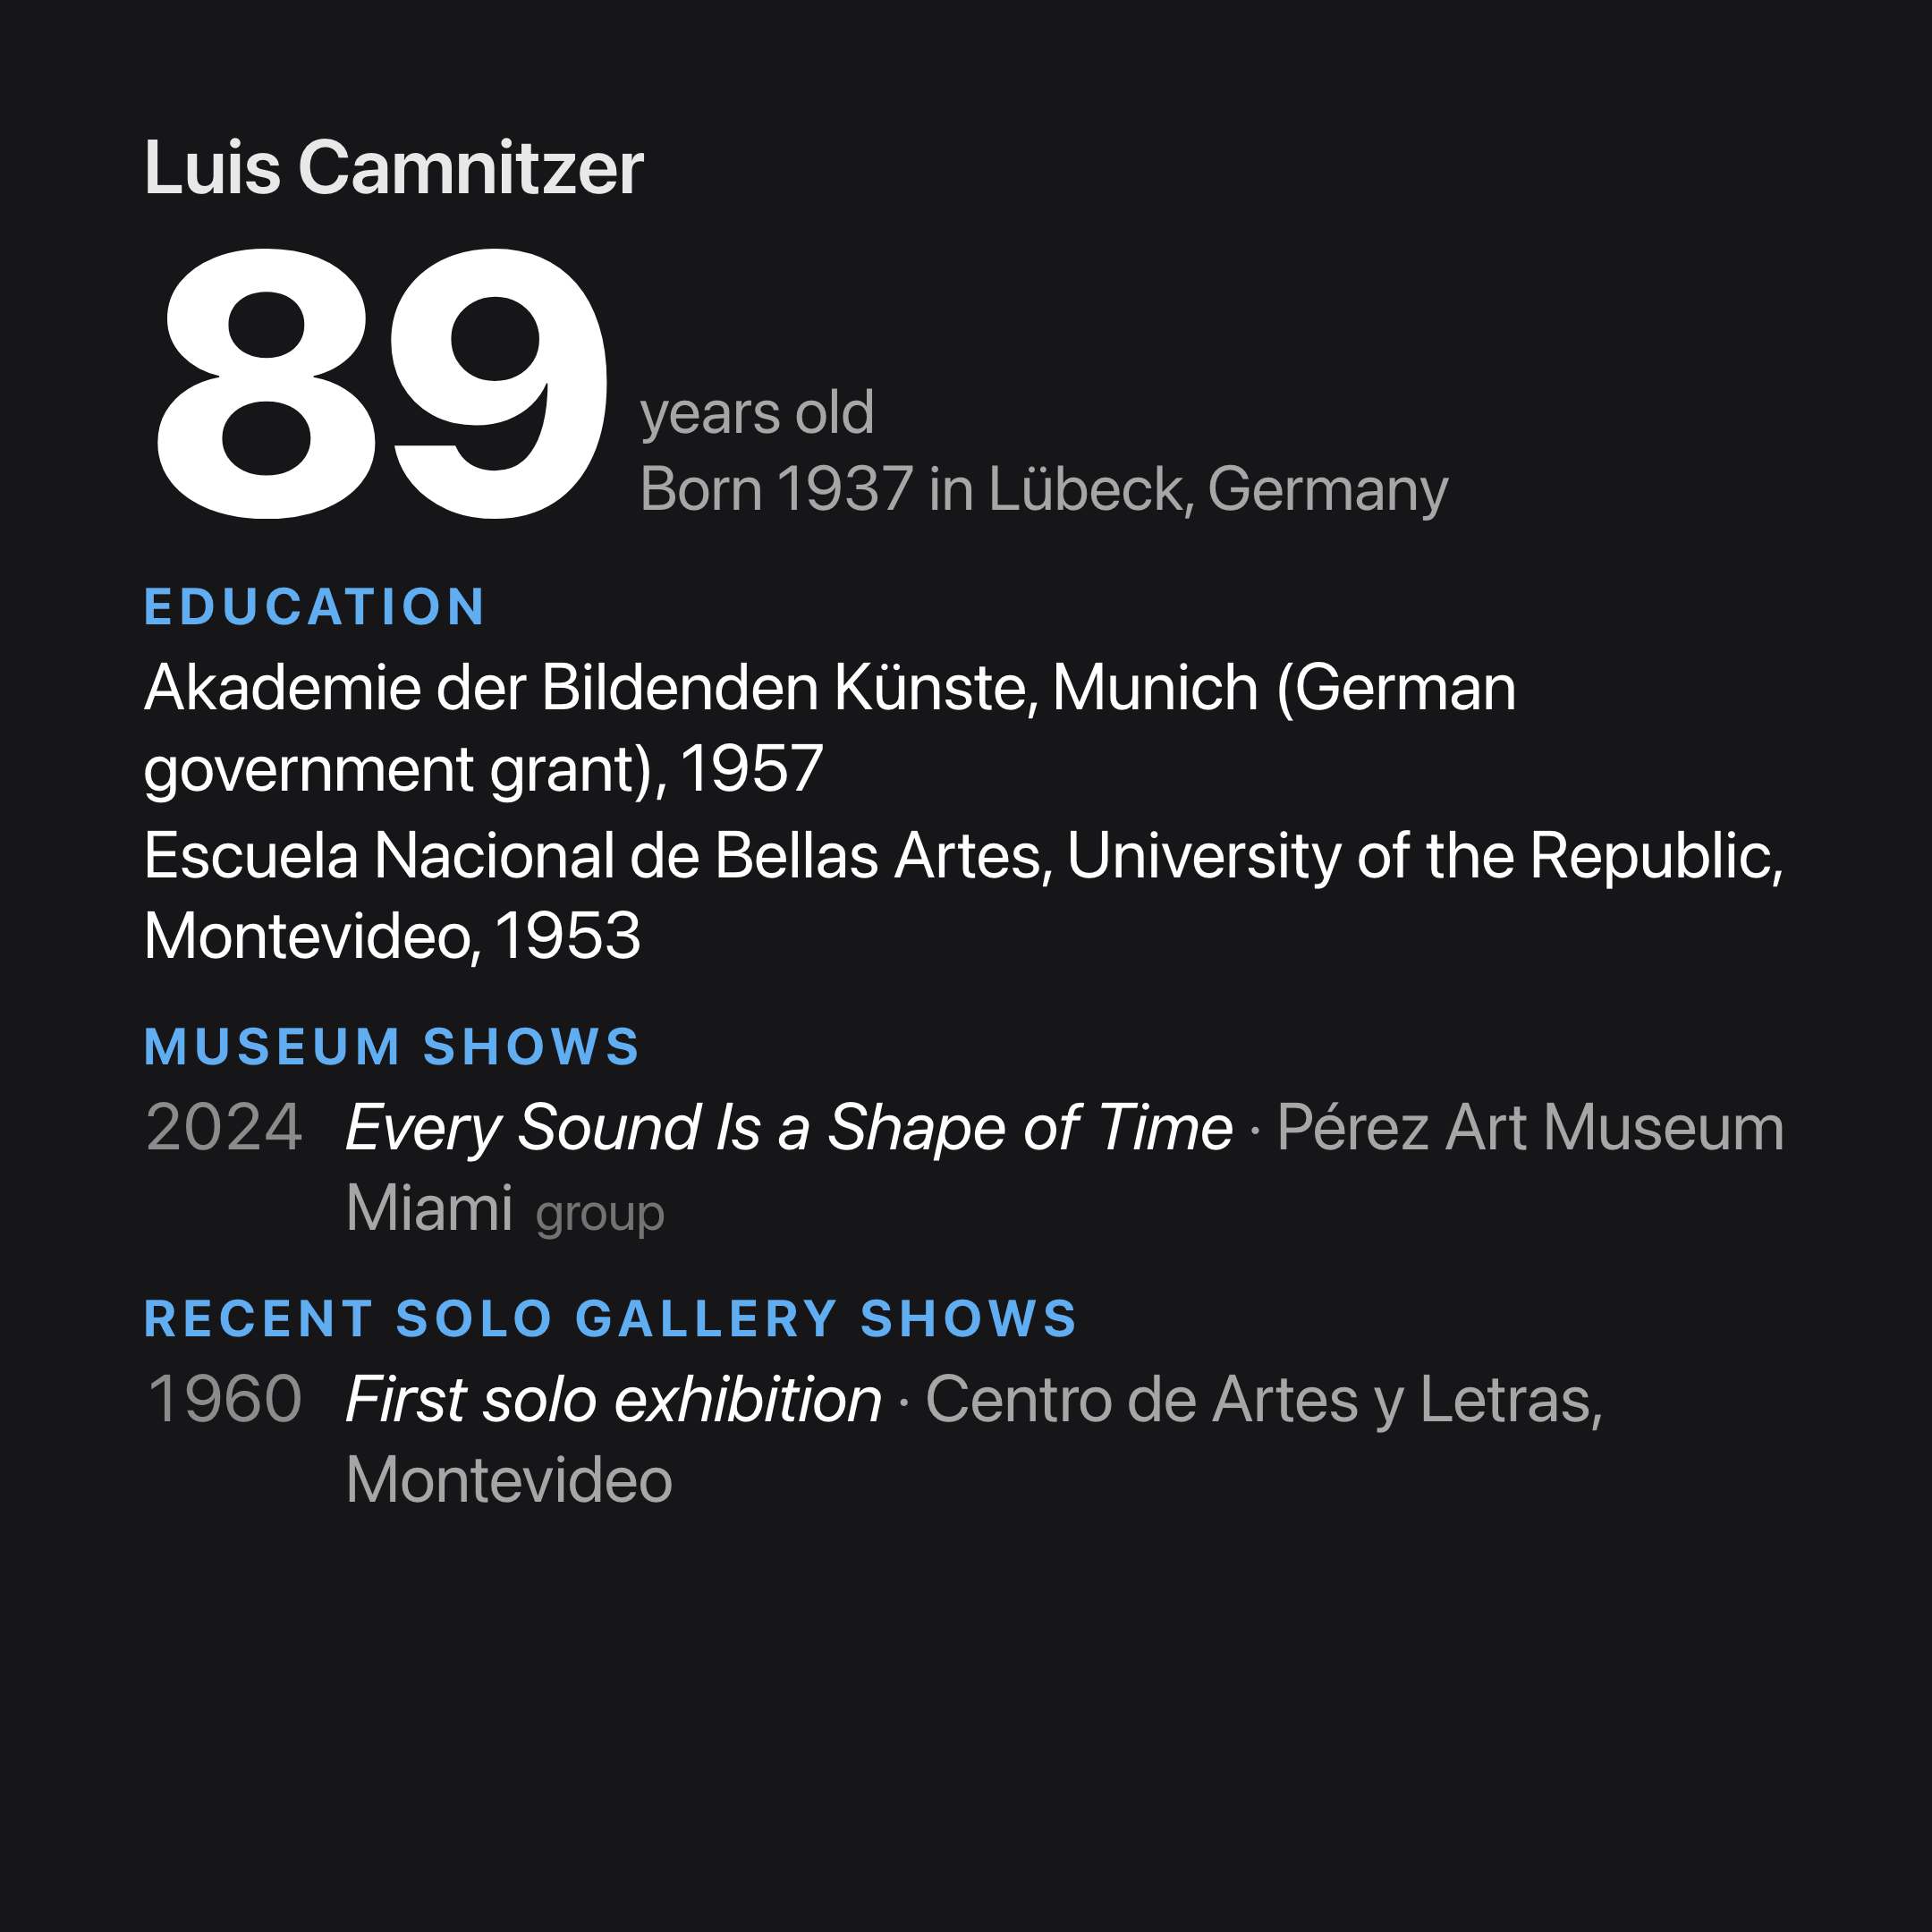 Luis Camnitzer
89 years old
Born 1937 in Lübeck, Germany
EDUCATION
Akademie der Bildenden Künste, Munich (German
government grant), 1957
Escuela Nacional de Bellas Artes, University of the Republic,
Montevideo, 1953
MUSEUM SHOWS
2024 Every Sound Is a Shape of Time · Pérez Art Museum
Miami group
RECENT SOLO GALLERY SHOWS
1960 First solo exhibition · Centro de Artes y Letras,
Montevideo